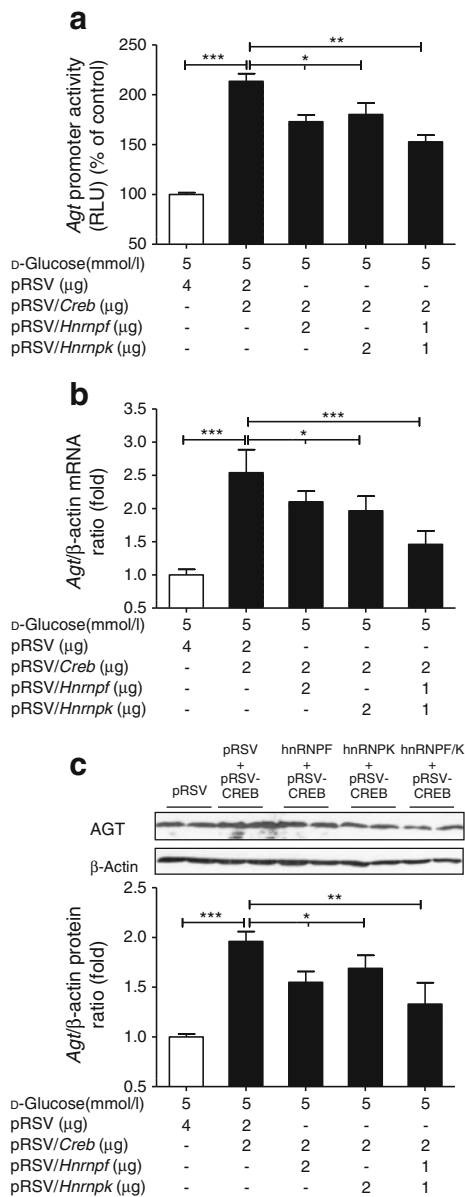 a
Agt promoter activity
(RLU) (% of control)
250
200
150
100
50
***
*
**
D-Glucose(mmol/l) 5 5 5 5 5
pRSV (μg) 4 2 - - -
pRSV/Creb (μg) - 2 2 2 2
pRSV/Hnrnpf (μg) - - 2 - 1
pRSV/Hnrnpk (μg) - - - 2 1
b
Agt/β-actin mRNA
ratio (fold)
3.5
3.0
2.5
2.0
1.5
1.0
0.5
***
*
***
D-Glucose(mmol/l) 5 5 5 5 5
pRSV (μg) 4 2 - - -
pRSV/Creb (μg) - 2 2 2 2
pRSV/Hnrnpf (μg) - - 2 - 1
pRSV/Hnrnpk (μg) - - - 2 1
c
pRSV
pRSV
+
pRSV-
CREB
hnRNPF
+
pRSV-
CREB
hnRNPK
+
pRSV-
CREB
hnRNPF/K
+
pRSV-
CREB
AGT
β-Actin
Agt/β-actin protein
ratio (fold)
2.5
2.0
1.5
1.0
0.5
***
*
**
D-Glucose(mmol/l) 5 5 5 5 5
pRSV (μg) 4 2 - - -
pRSV/Creb (μg) - 2 2 2 2
pRSV/Hnrnpf (μg) - - 2 - 1
pRSV/Hnrnpk (μg) - - - 2 1